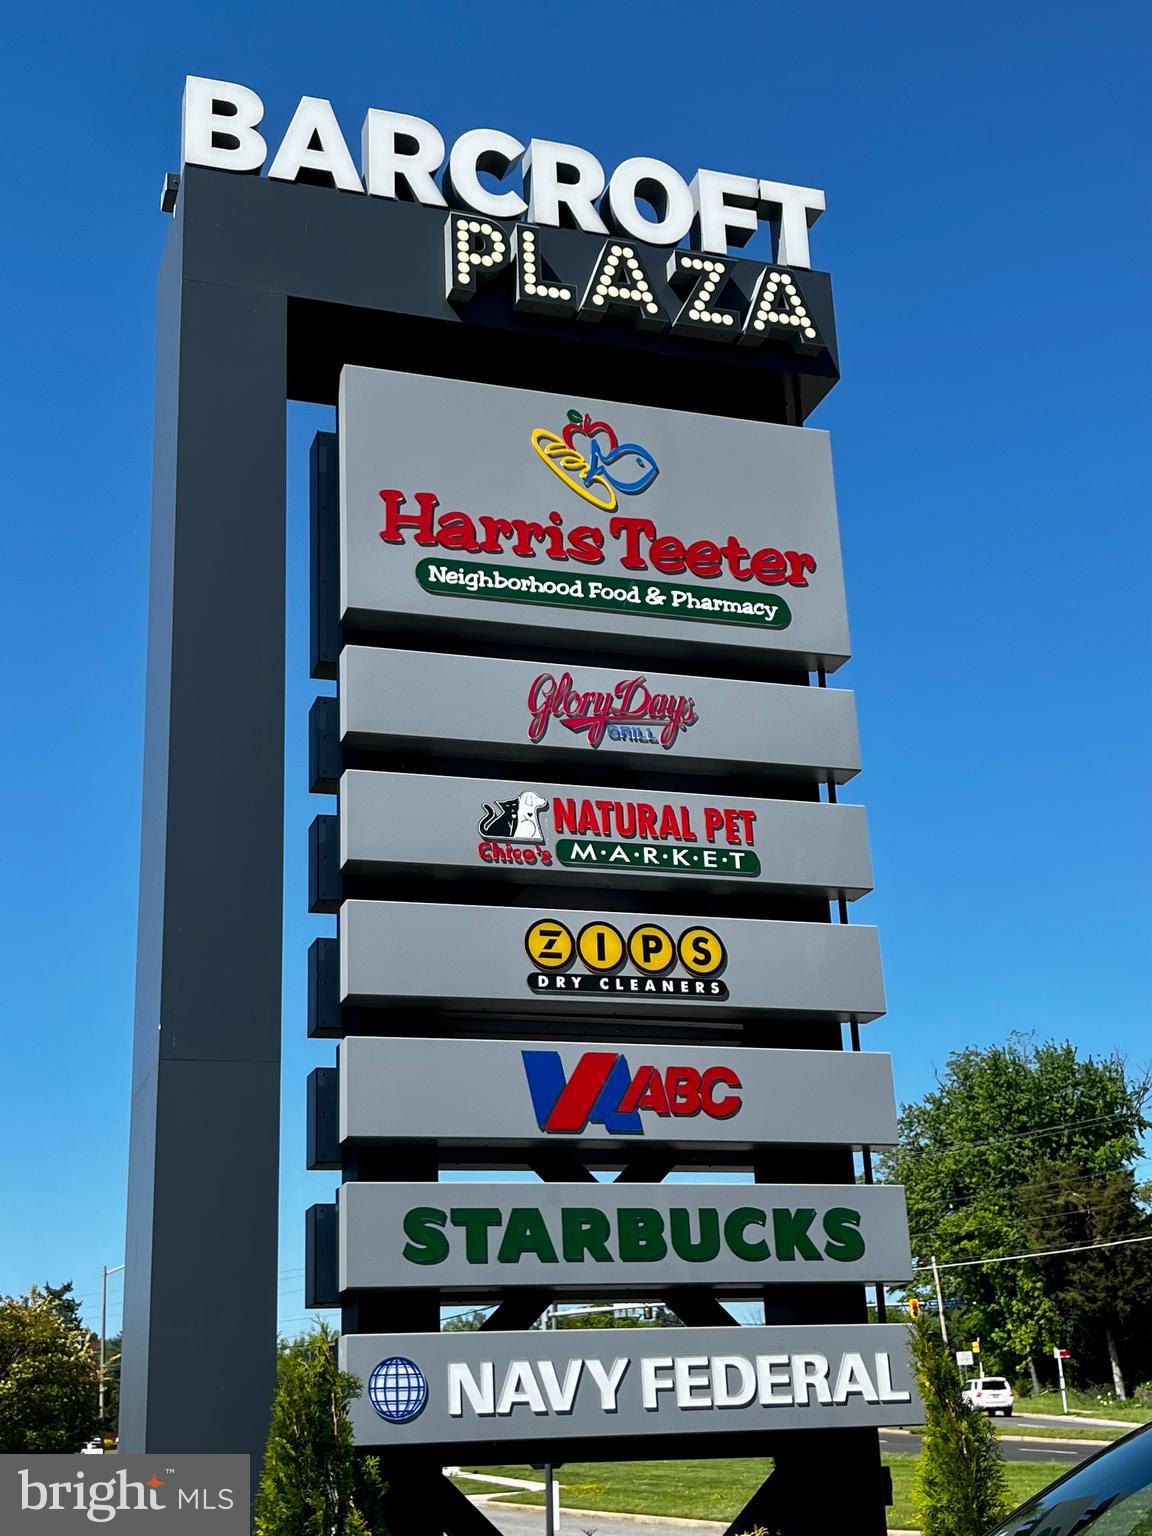 BARCROFT
PLAZA
Harris Teeter
Neighborhood Food & Pharmacy
Glory Days
GRILL
NATURAL PET
Chico's M·A·R·K·E·T
ZIPS
DRY CLEANERS
VA ABC
STARBUCKS
NAVY FEDERAL
bright™ MLS